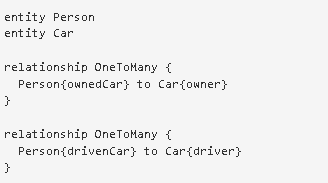 entity Person
entity Car
relationship OneToMany {
  Person{ownedCar} to Car{owner}
}
relationship OneToMany {
  Person{drivenCar} to Car{driver}
}